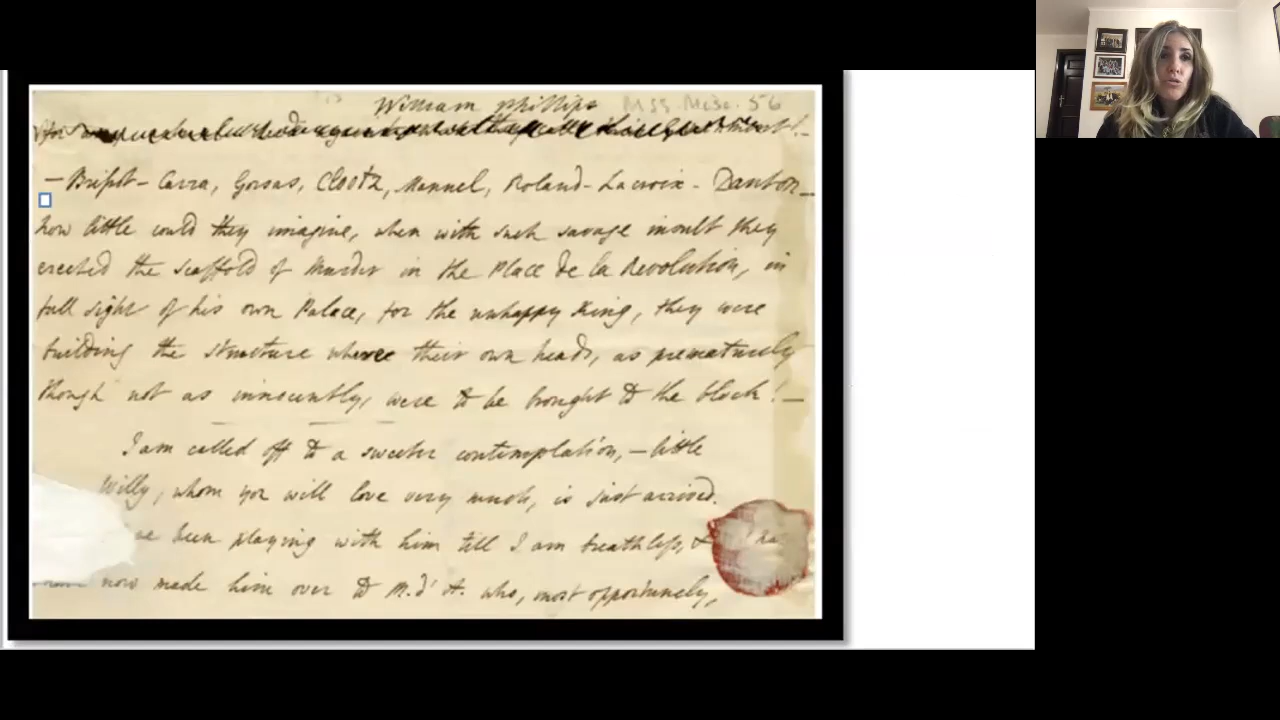 William Phillips MSS. Misc. 56
— Brissot — Carra, Gorsas, Clootz, Manuel, Roland - Lacroix - Danton —
how little could they imagine, when with such savage insult they
erected the scaffold of Murder in the Place de la Revolution, in
full sight of his own Palace, for the unhappy King, they were
building the structure where their own heads, as prematurely
though not as innocently, were to be brought to the block! —
I am called off to a sweeter contemplation, — little
Willy, whom you will love very much, is just arrived.
been playing with him till I am breathless, & ha
now made him over to M. d'A. who, most opportunely,